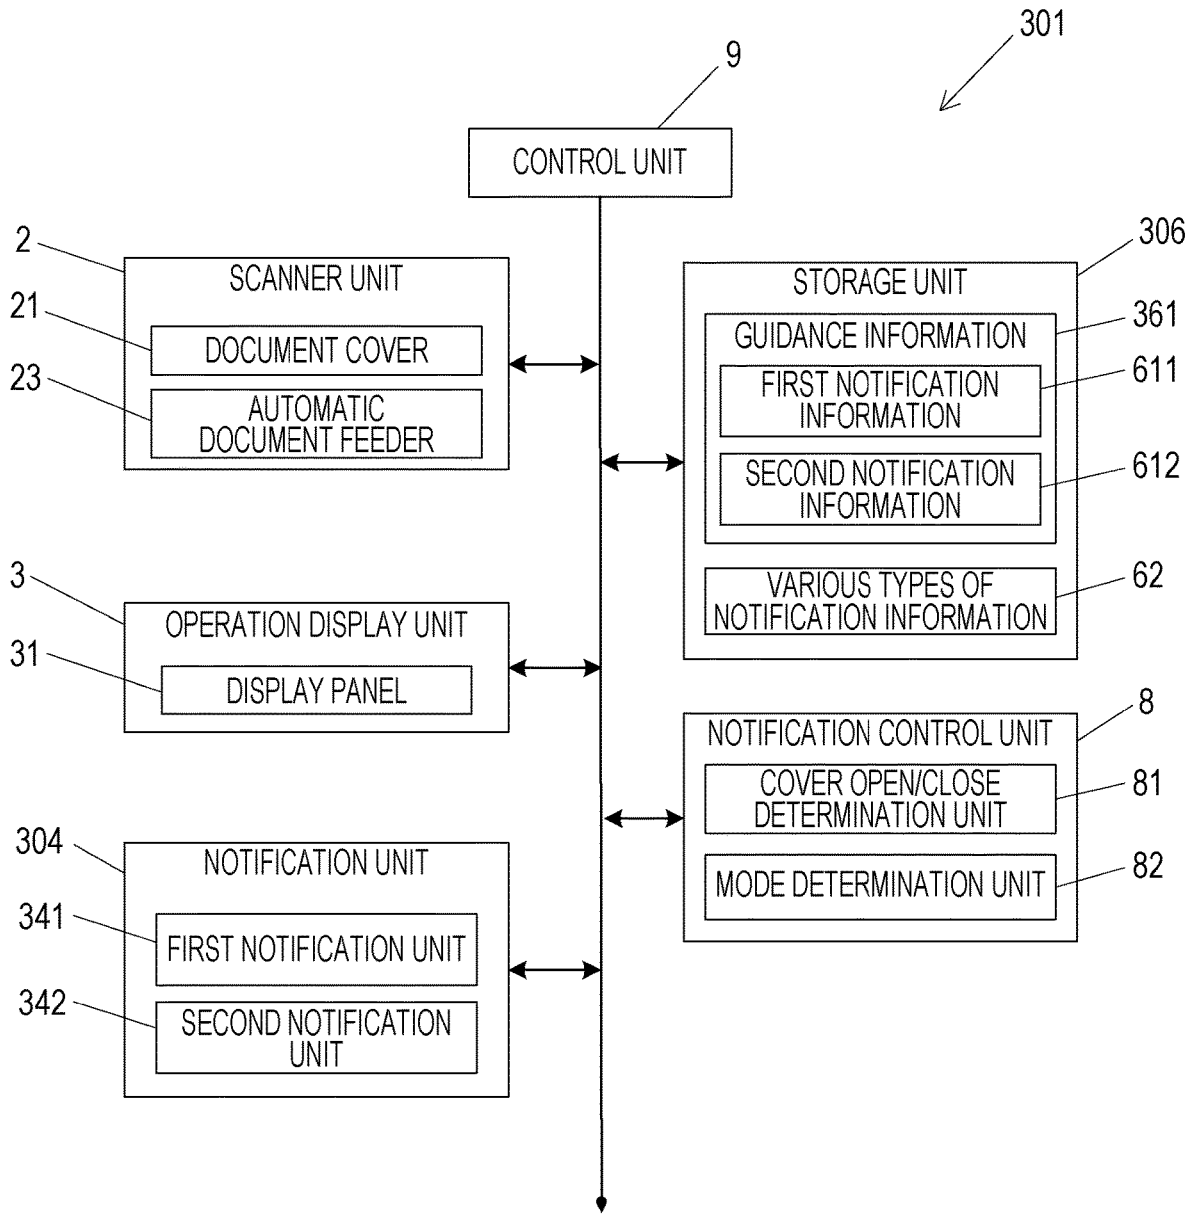 301
9
CONTROL UNIT
2
SCANNER UNIT
21
DOCUMENT COVER
23
AUTOMATIC
DOCUMENT FEEDER
306
STORAGE UNIT
361
GUIDANCE INFORMATION
611
FIRST NOTIFICATION
INFORMATION
612
SECOND NOTIFICATION
INFORMATION
62
VARIOUS TYPES OF
NOTIFICATION INFORMATION
3
OPERATION DISPLAY UNIT
31
DISPLAY PANEL
8
NOTIFICATION CONTROL UNIT
81
COVER OPEN/CLOSE
DETERMINATION UNIT
82
MODE DETERMINATION UNIT
304
NOTIFICATION UNIT
341
FIRST NOTIFICATION UNIT
342
SECOND NOTIFICATION
UNIT